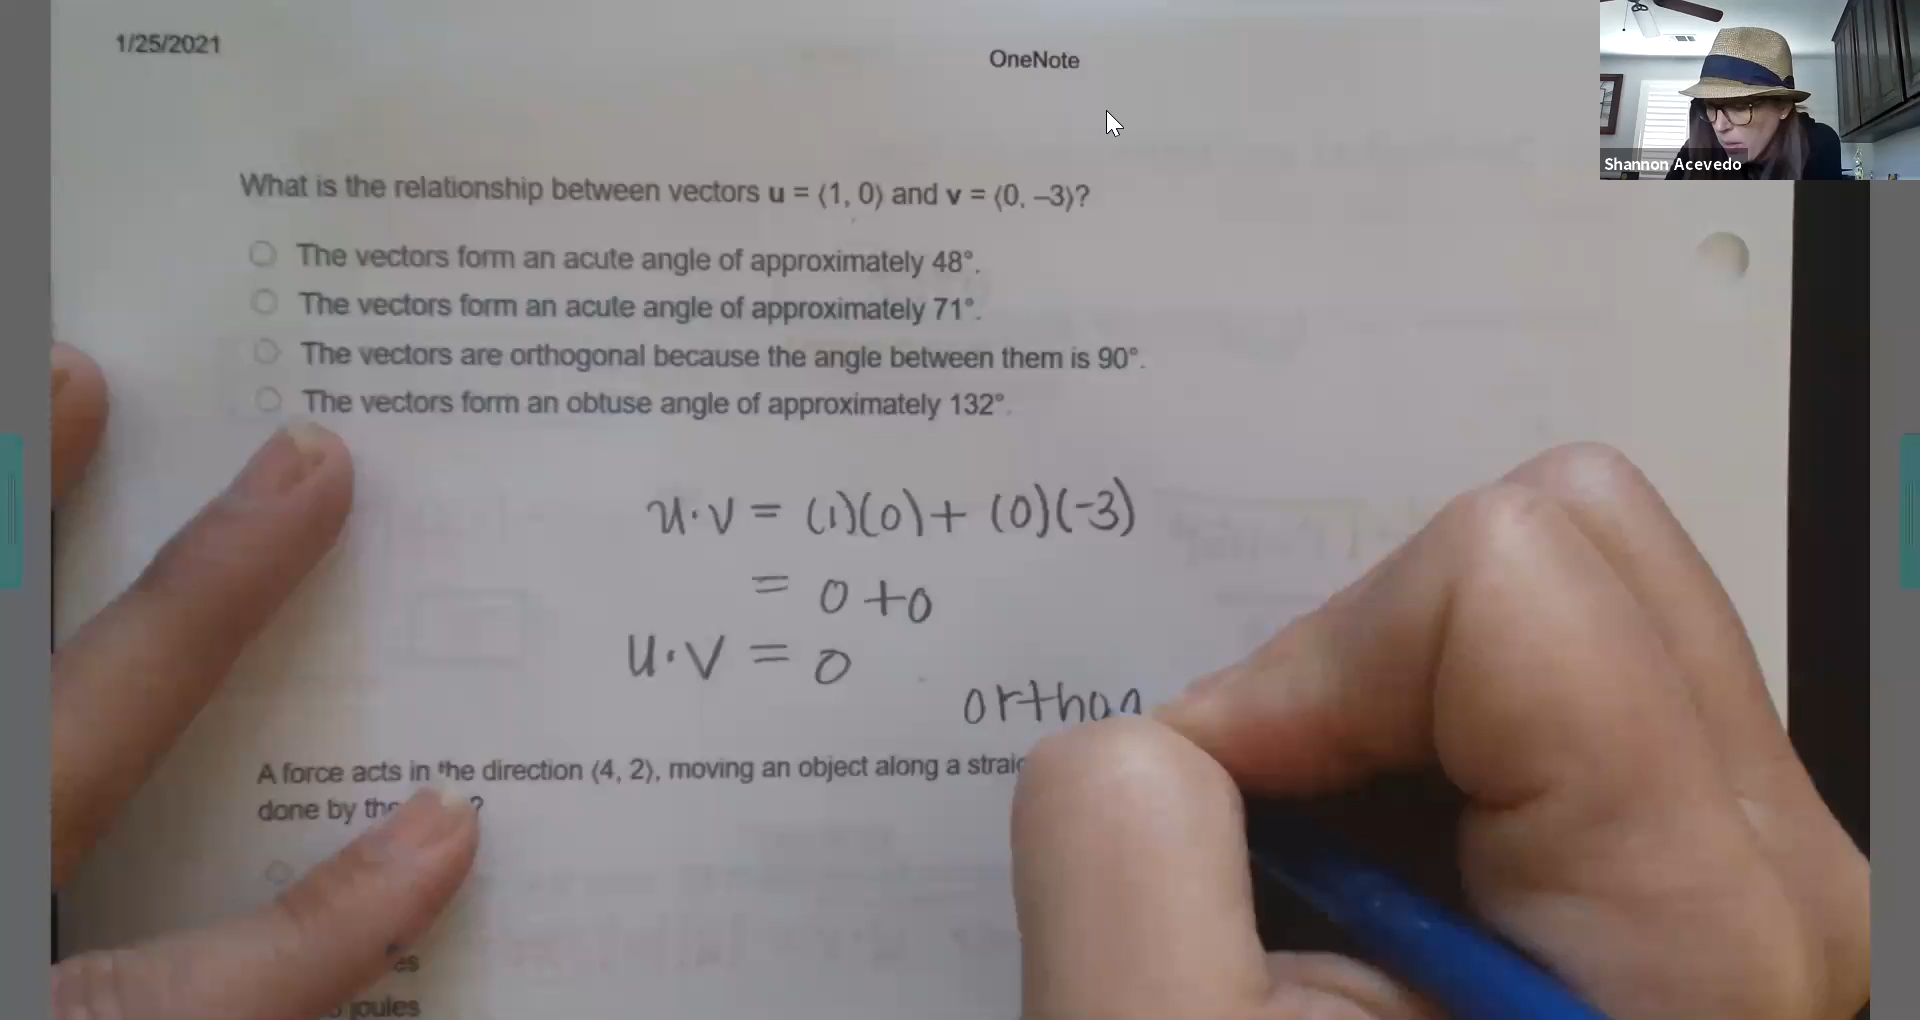 1/25/2021
OneNote
Shannon Acevedo
What is the relationship between vectors u = ⟨1, 0⟩ and v = ⟨0, –3⟩?
The vectors form an acute angle of approximately 48°.
The vectors form an acute angle of approximately 71°.
The vectors are orthogonal because the angle between them is 90°.
The vectors form an obtuse angle of approximately 132°.
u·v = (1)(0) + (0)(-3)
= 0 + 0
u·v = 0
A force acts in the direction ⟨4, 2⟩, moving an object along a
done by ?
joules